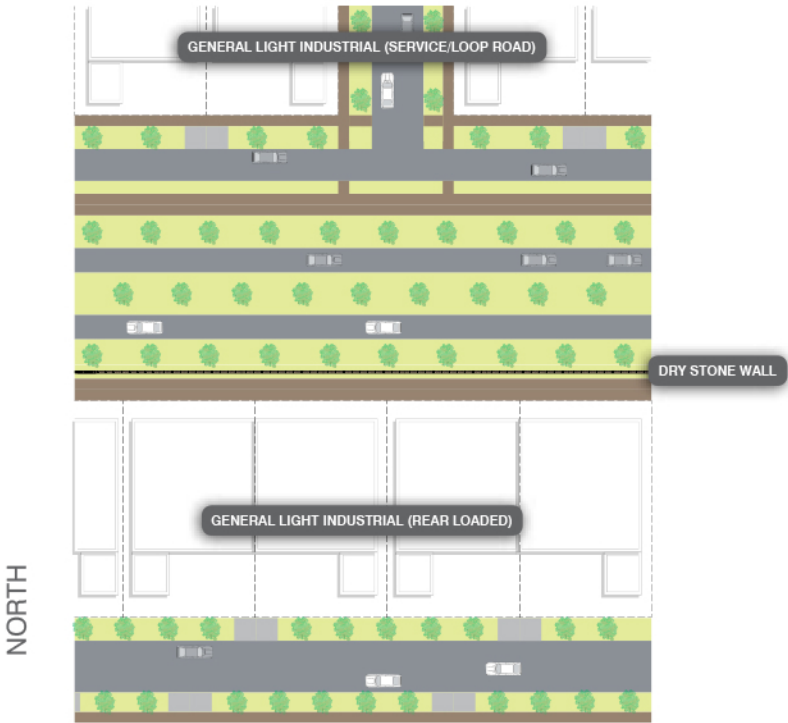 GENERAL LIGHT INDUSTRIAL (SERVICE/LOOP ROAD)
DRY STONE WALL
GENERAL LIGHT INDUSTRIAL (REAR LOADED)
NORTH